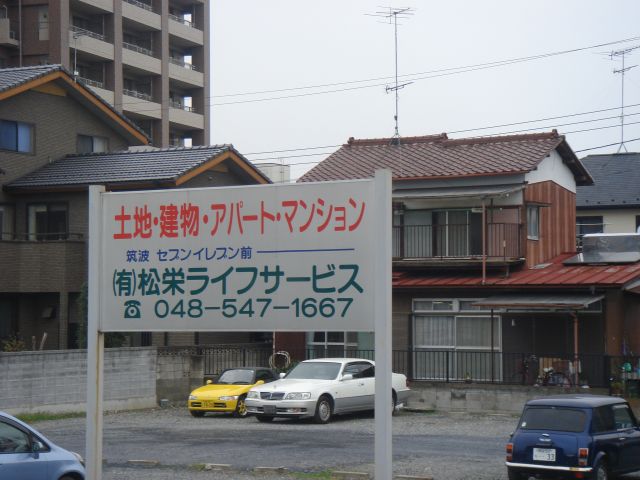 土地・建物・アパート・マンション
筑波 セブンイレブン前
(有)松栄ライフサービス
☎ 048-547-1667
33